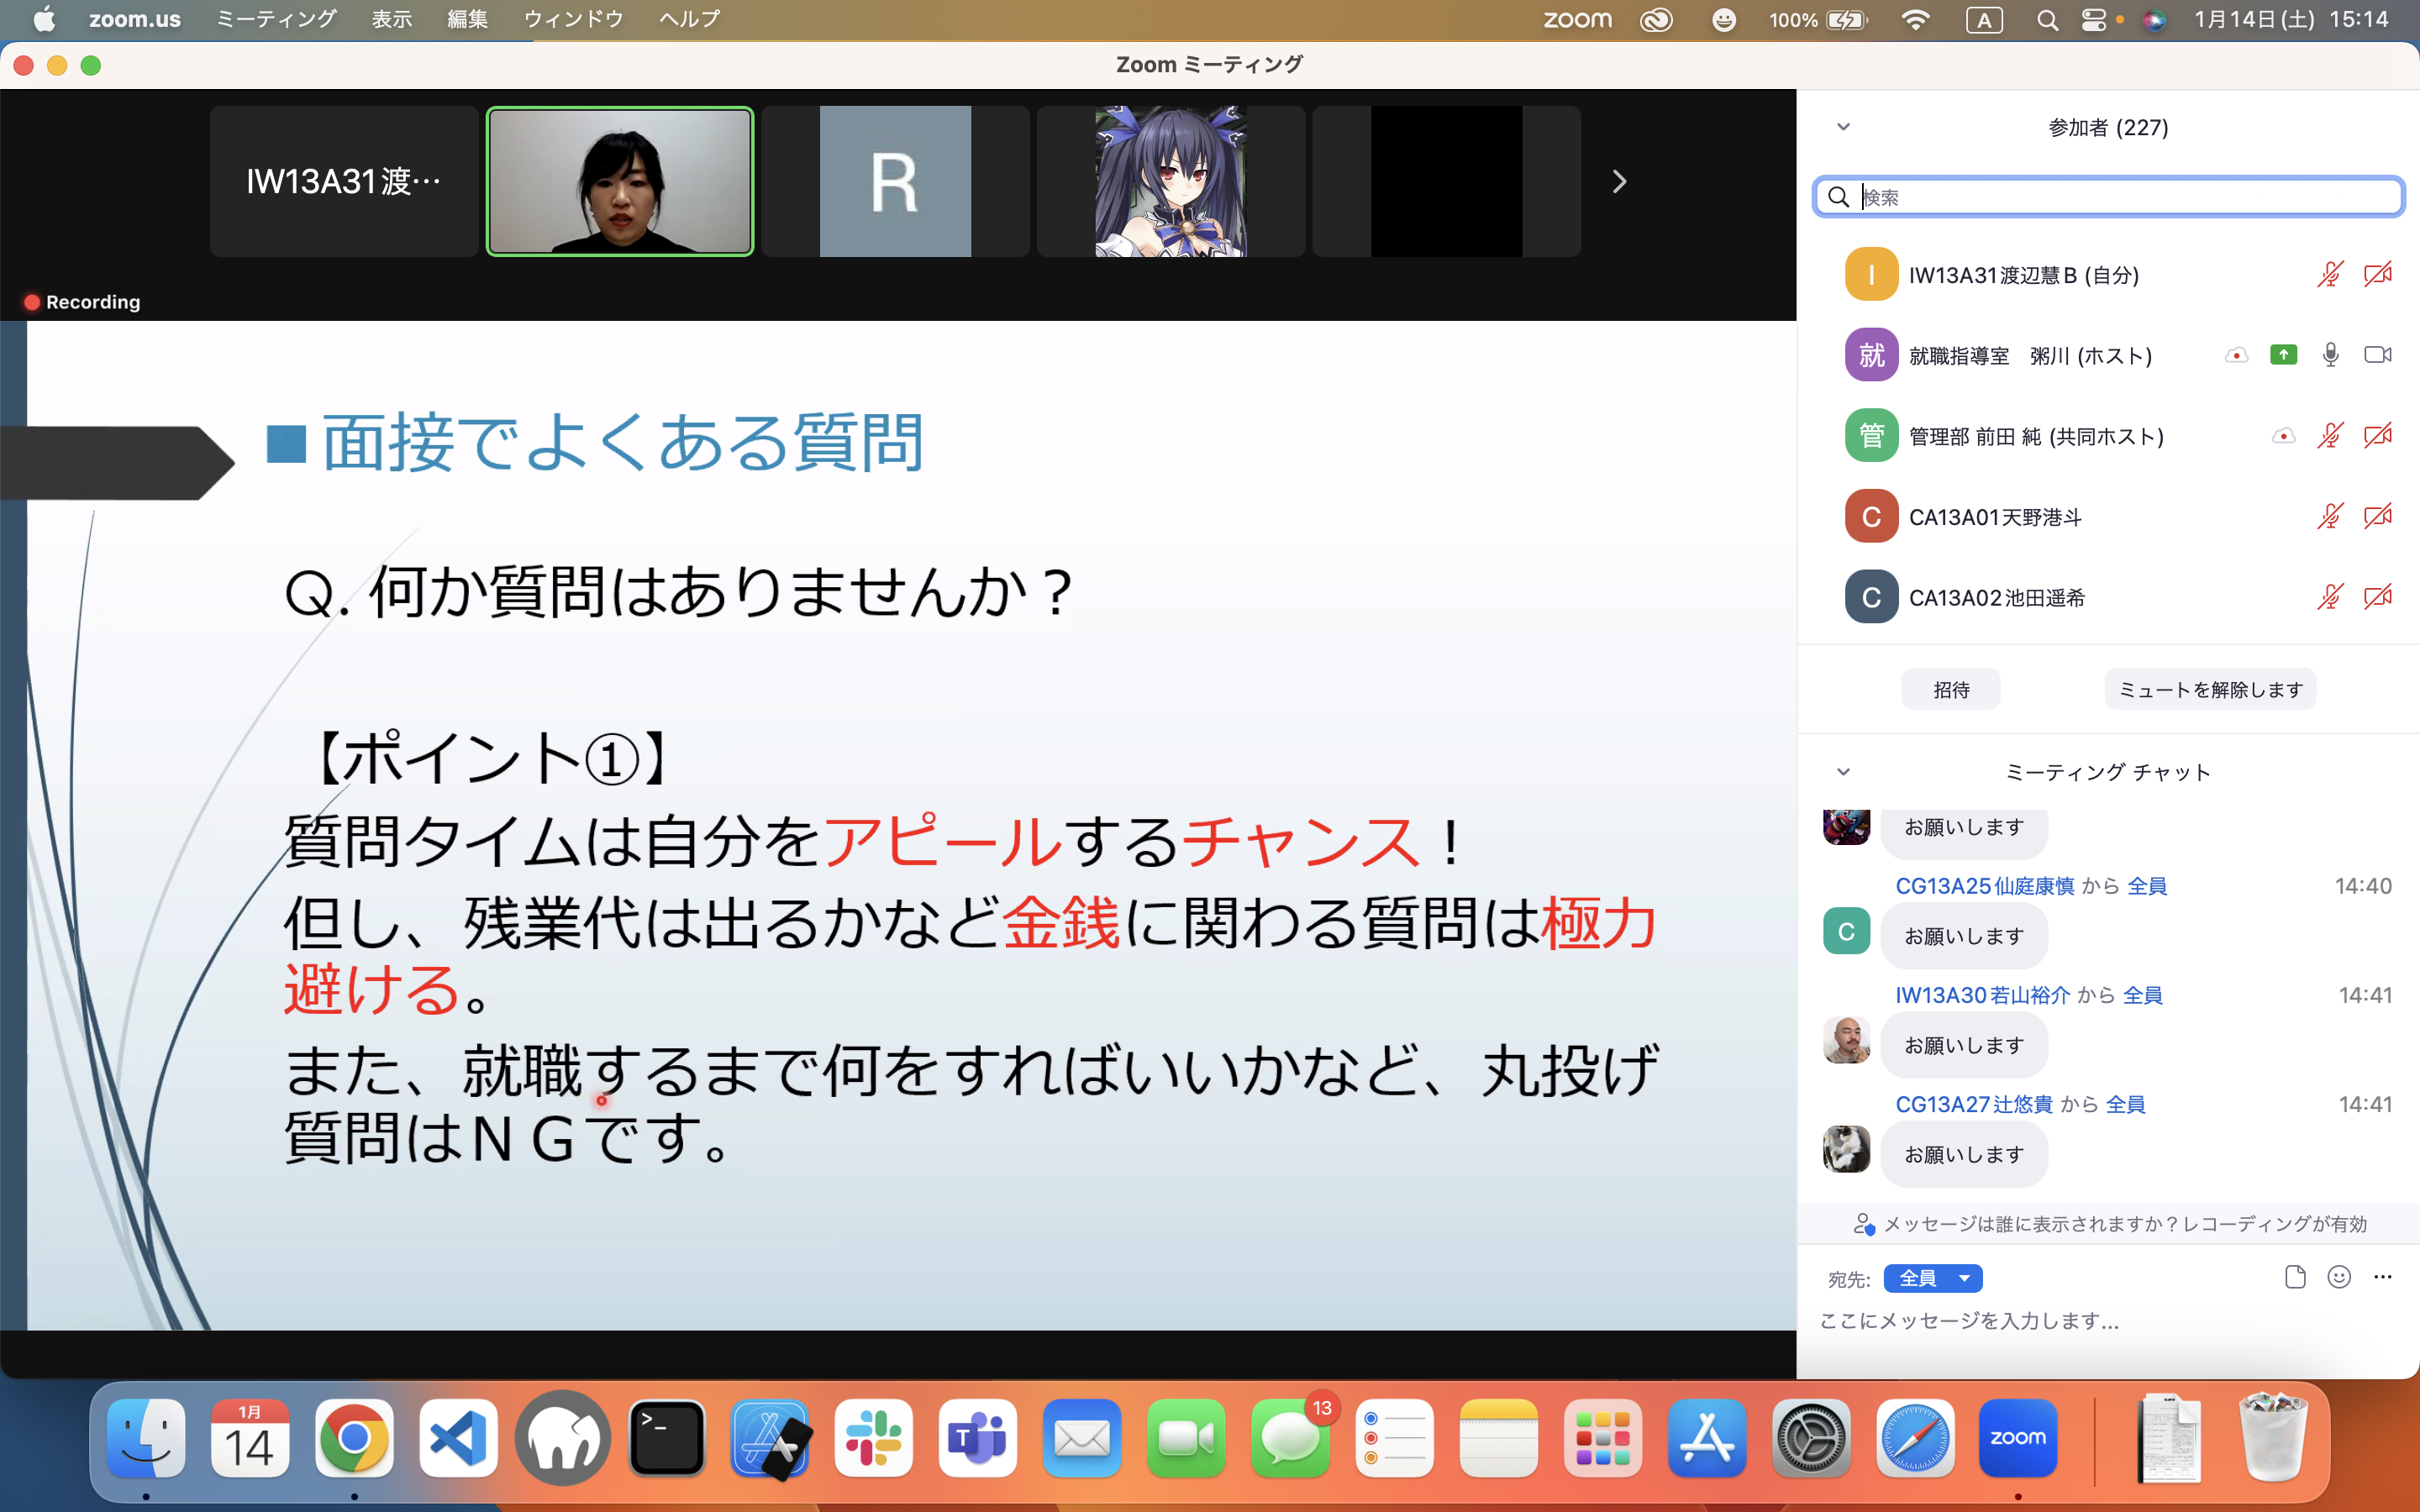 zoom.us ミーティング 表示 編集 ウィンドウ ヘルプ
zoom 100% A 1月14日(土) 15:14
Zoom ミーティング
IW13A31渡…
R
Recording
■面接でよくある質問
Q. 何か質問はありませんか？
【ポイント①】
質問タイムは自分をアピールするチャンス！
但し、残業代は出るかなど金銭に関わる質問は極力
避ける。
また、就職するまで何をすればいいかなど、丸投げ
質問はＮＧです。
参加者 (227)
検索
I IW13A31渡辺慧B (自分)
就 就職指導室　粥川 (ホスト)
管 管理部 前田 純 (共同ホスト)
C CA13A01天野港斗
C CA13A02池田遥希
招待 ミュートを解除します
ミーティング チャット
お願いします
CG13A25仙庭康慎 から 全員 14:40
C お願いします
IW13A30若山裕介 から 全員 14:41
お願いします
CG13A27辻悠貴 から 全員 14:41
お願いします
メッセージは誰に表示されますか？レコーディングが有効
宛先: 全員
ここにメッセージを入力します...
1月
14
>_
T
13
zoom